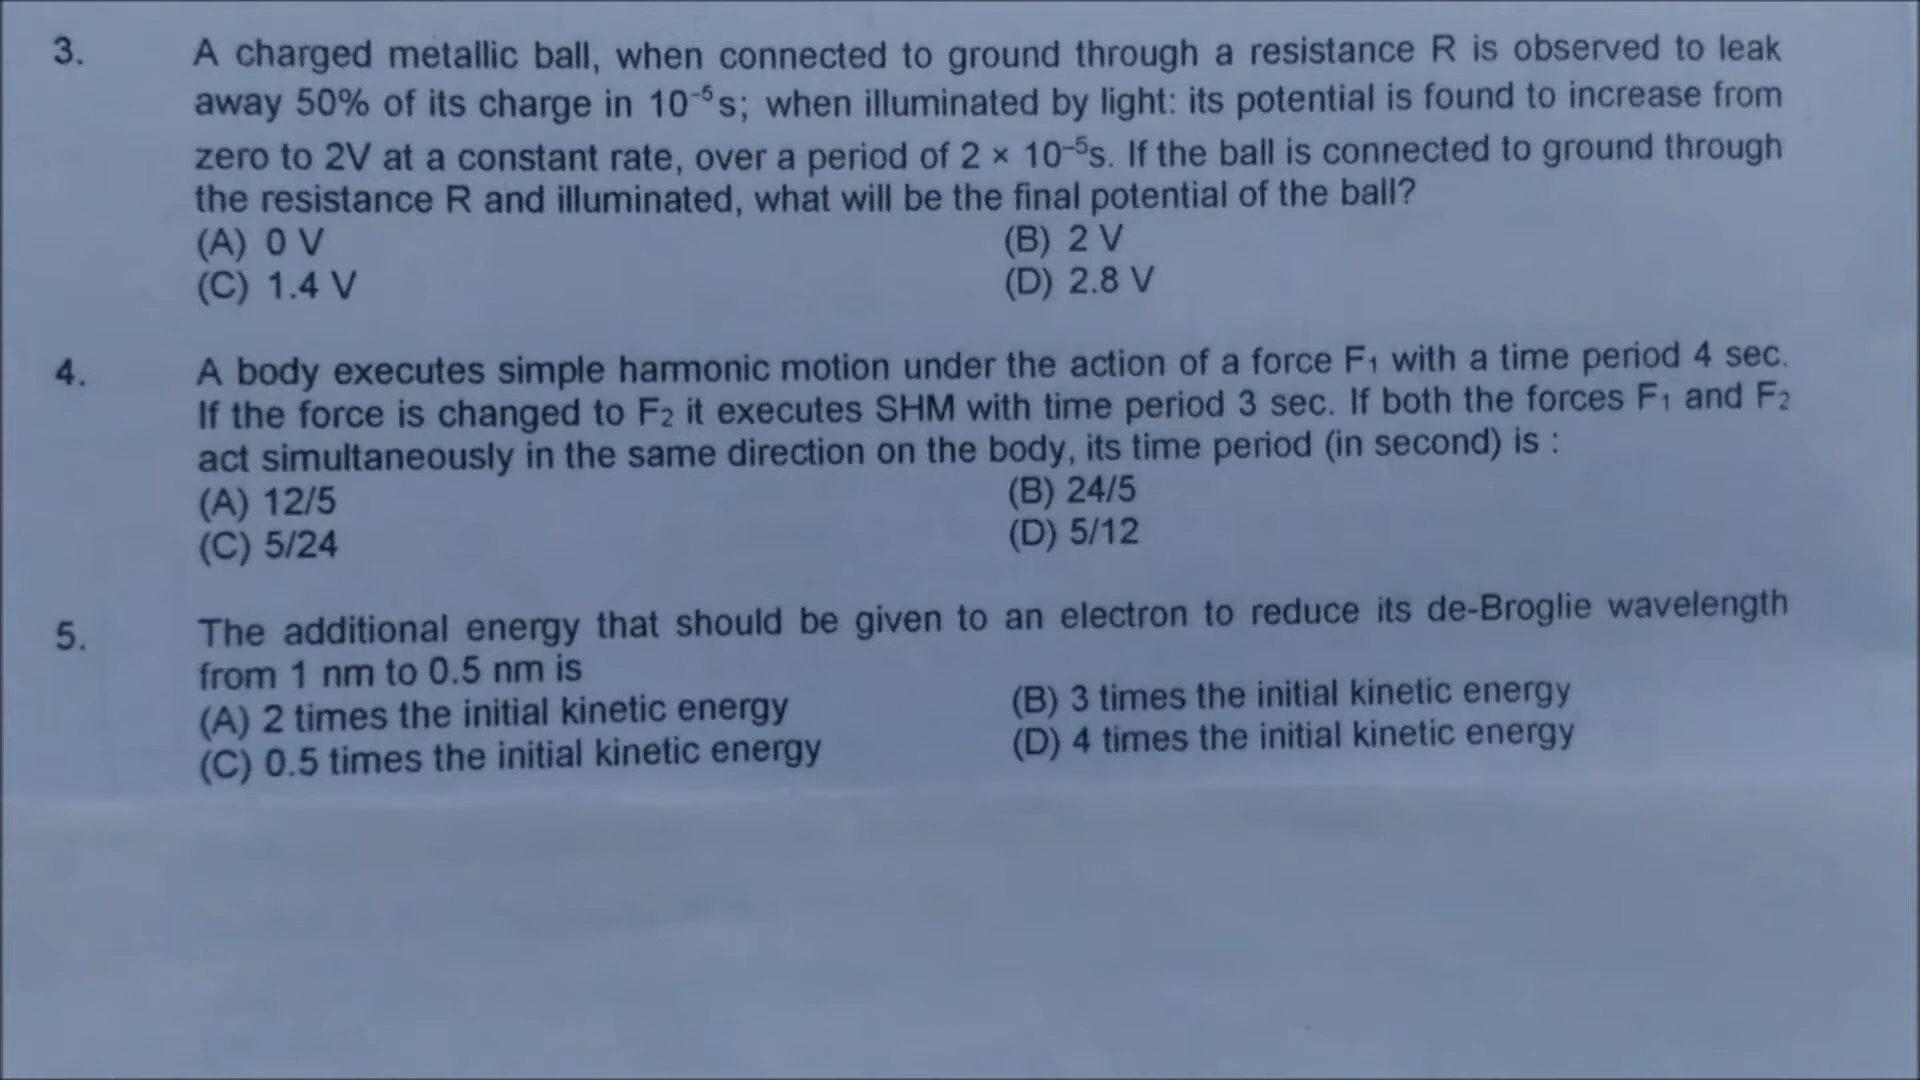 3. A charged metallic ball, when connected to ground through a resistance R is observed to leak
away 50% of its charge in 10⁻⁵s; when illuminated by light: its potential is found to increase from
zero to 2V at a constant rate, over a period of 2 × 10⁻⁵s. If the ball is connected to ground through
the resistance R and illuminated, what will be the final potential of the ball?
(A) 0 V (B) 2 V
(C) 1.4 V (D) 2.8 V
4. A body executes simple harmonic motion under the action of a force F₁ with a time period 4 sec.
If the force is changed to F₂ it executes SHM with time period 3 sec. If both the forces F₁ and F₂
act simultaneously in the same direction on the body, its time period (in second) is :
(A) 12/5 (B) 24/5
(C) 5/24 (D) 5/12
5. The additional energy that should be given to an electron to reduce its de-Broglie wavelength
from 1 nm to 0.5 nm is
(A) 2 times the initial kinetic energy (B) 3 times the initial kinetic energy
(C) 0.5 times the initial kinetic energy (D) 4 times the initial kinetic energy